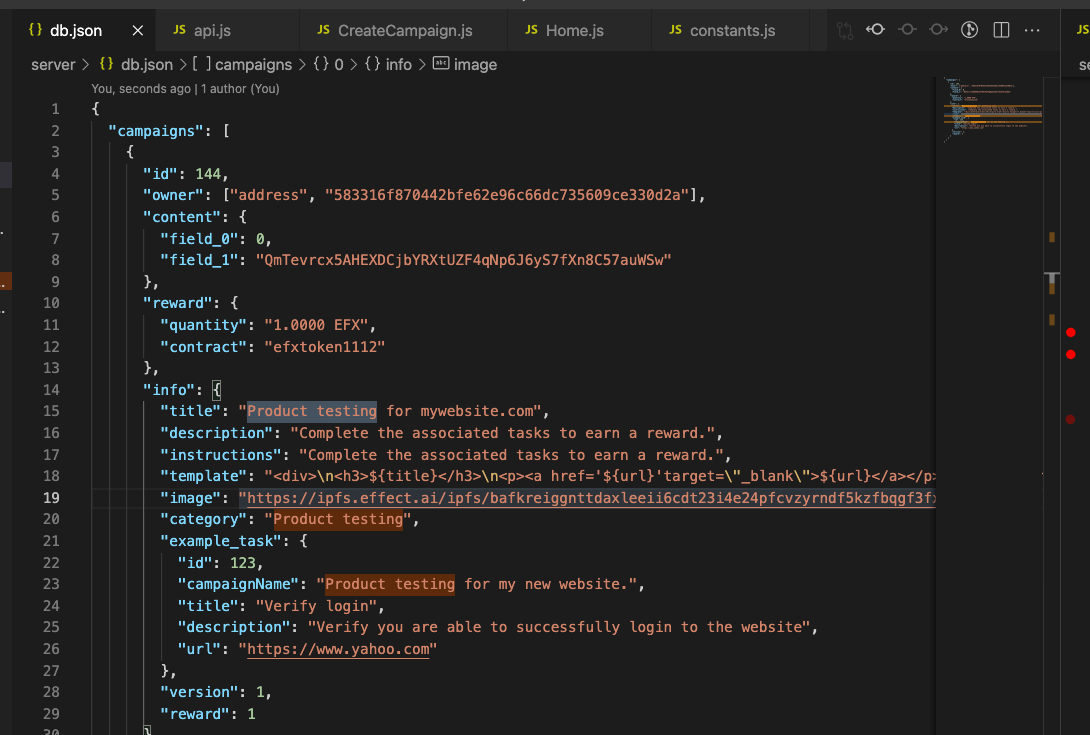 {} db.json × JS api.js JS CreateCampaign.js JS Home.js JS constants.js JS
server > {} db.json > [ ] campaigns > {} 0 > {} info > abc image se
You, seconds ago | 1 author (You)
1 {
2 "campaigns": [
3 {
4 "id": 144,
5 "owner": ["address", "583316f870442bfe62e96c66dc735609ce330d2a"],
6 "content": {
7 "field_0": 0,
8 "field_1": "QmTevrcx5AHEXDCjbYRXtUZF4qNp6J6yS7fXn8C57auWSw"
9 },
10 "reward": {
11 "quantity": "1.0000 EFX",
12 "contract": "efxtoken1112"
13 },
14 "info": {
15 "title": "Product testing for mywebsite.com",
16 "description": "Complete the associated tasks to earn a reward.",
17 "instructions": "Complete the associated tasks to earn a reward.",
18 "template": "<div>\n<h3>${title}</h3>\n<p><a href='${url}'target=\"_blank\">${url}</a></p>
19 "image": "https://ipfs.effect.ai/ipfs/bafkreiggnttdaxleeii6cdt23i4e24pfcvzyrndf5kzfbqgf3fx
20 "category": "Product testing",
21 "example_task": {
22 "id": 123,
23 "campaignName": "Product testing for my new website.",
24 "title": "Verify login",
25 "description": "Verify you are able to successfully login to the website",
26 "url": "https://www.yahoo.com"
27 },
28 "version": 1,
29 "reward": 1
30 }